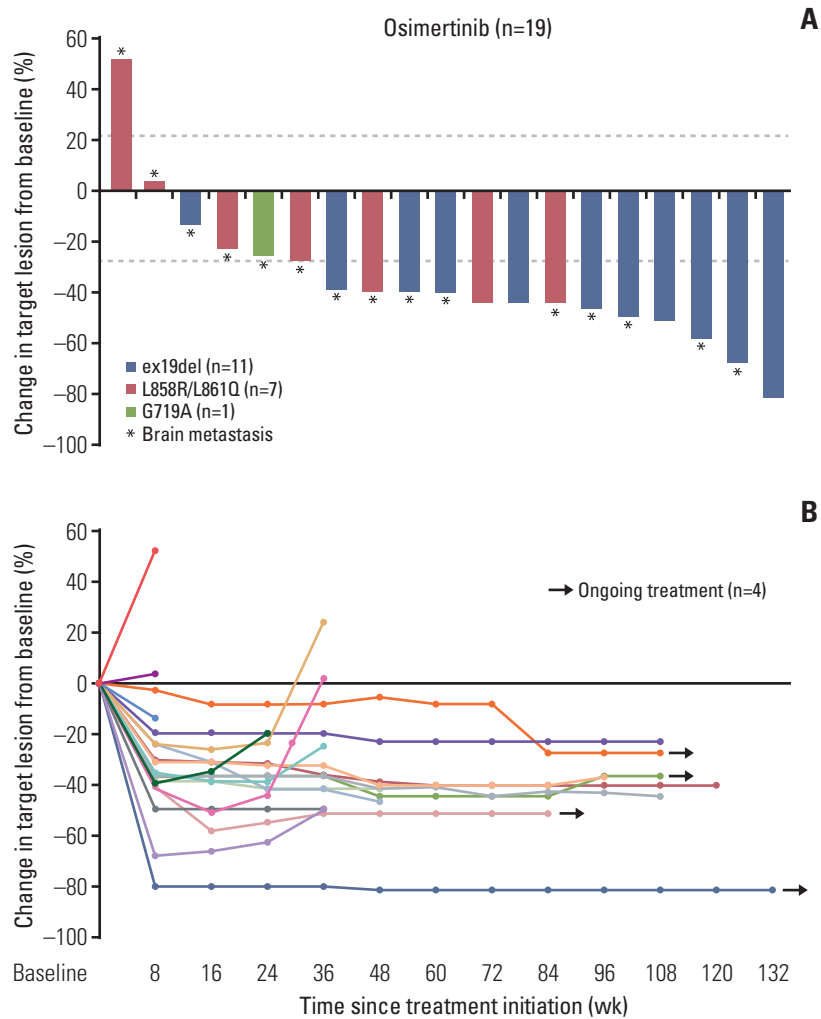 A
Osimertinib (n=19)
Change in target lesion from baseline (%)
60
40
20
0
−20
−40
−60
−80
−100
* * * * * * * * * * * * * * *
ex19del (n=11)
L858R/L861Q (n=7)
G719A (n=1)
* Brain metastasis
B
Change in target lesion from baseline (%)
60
40
20
0
−20
−40
−60
−80
−100
Ongoing treatment (n=4)
Baseline 8 16 24 36 48 60 72 84 96 108 120 132
Time since treatment initiation (wk)